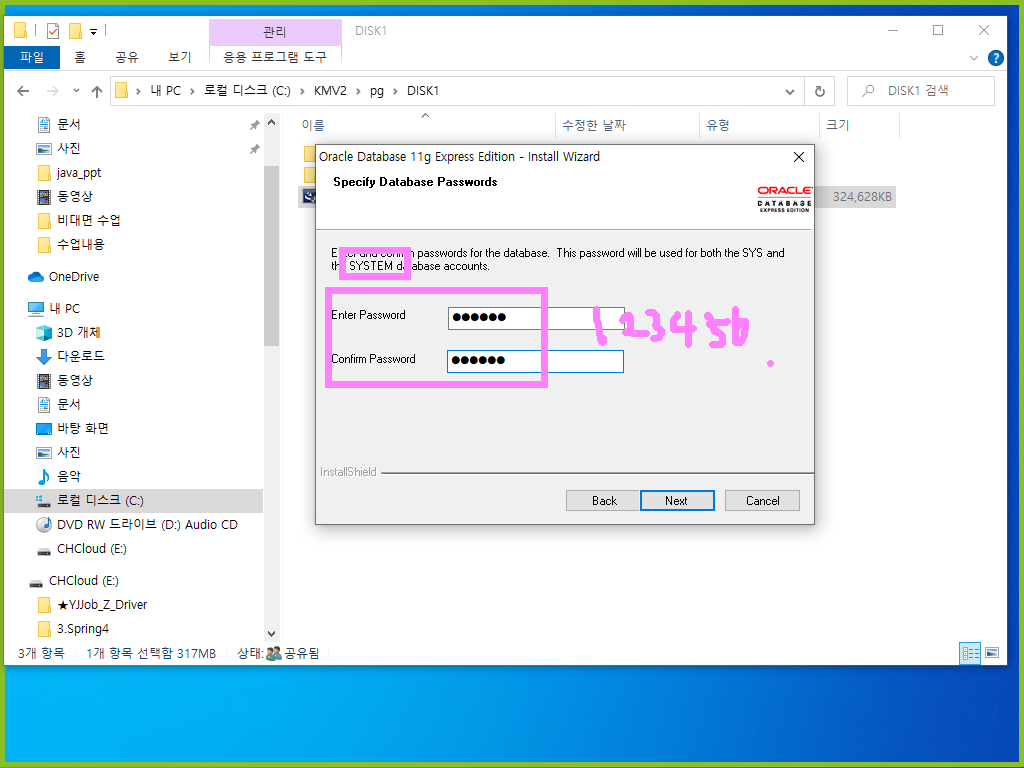 관리
DISK1
파일
홈
공유
보기
응용 프로그램 도구
내 PC
로컬 디스크 (C:)
KMV2
pg
DISK1
DISK1 검색
이름
수정한 날짜
유형
크기
문서
사진
java_ppt
동영상
비대면 수업
수업내용
OneDrive
내 PC
3D 개체
다운로드
동영상
문서
바탕 화면
사진
음악
로컬 디스크 (C:)
DVD RW 드라이브 (D:) Audio CD
CHCloud (E:)
CHCloud (E:)
★YJJob_Z_Driver
3.Spring4
324,628KB
Oracle Database 11g Express Edition - Install Wizard
Specify Database Passwords
ORACLE
DATABASE
EXPRESS EDITION
Enter and confirm passwords for the database. This password will be used for both the SYS and
the SYSTEM database accounts.
Enter Password
●●●●●●
123456.
Confirm Password
●●●●●●
InstallShield
Back
Next
Cancel
3개 항목
1개 항목 선택함 317MB
상태:
공유됨